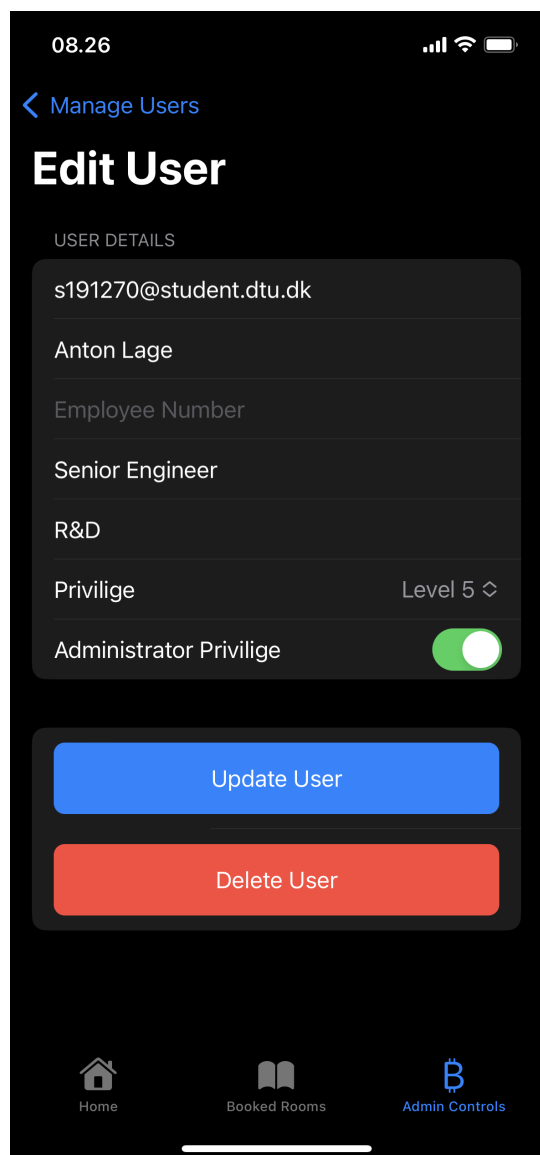 08.26
Manage Users
Edit User
USER DETAILS
s191270@student.dtu.dk
Anton Lage
Employee Number
Senior Engineer
R&D
Privilige Level 5
Administrator Privilige
Update User
Delete User
Home Booked Rooms Admin Controls